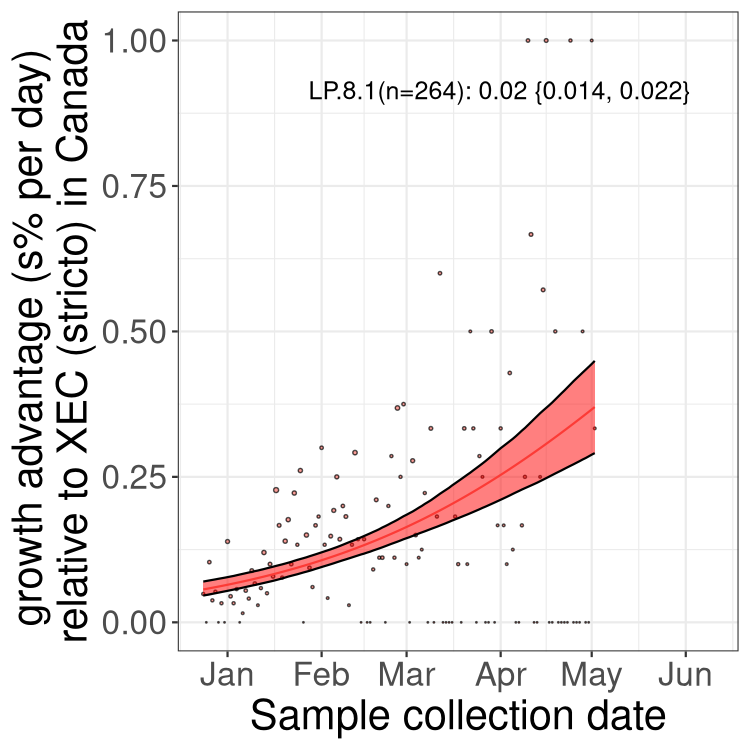 growth advantage (s% per day)
relative to XEC (stricto) in Canada
1.00
0.75
0.50
0.25
0.00
LP.8.1(n=264): 0.02 {0.014, 0.022}
Jan Feb Mar Apr May Jun
Sample collection date